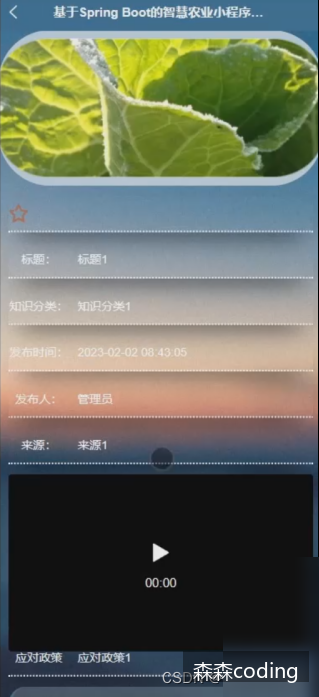 基于Spring Boot的智慧农业小程序...
标题： 标题1
知识分类： 知识分类1
发布时间： 2023-02-02 08:43:05
发布人： 管理员
来源： 来源1
00:00
应对政策 应对政策1
森森coding